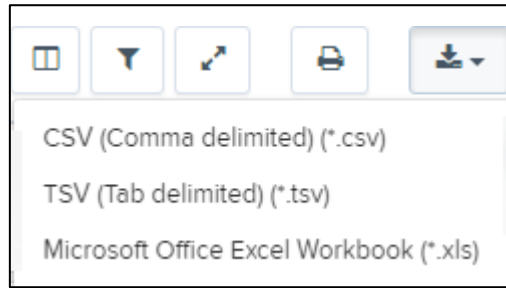 CSV (Comma delimited) (*.csv)
TSV (Tab delimited) (*.tsv)
Microsoft Office Excel Workbook (*.xls)